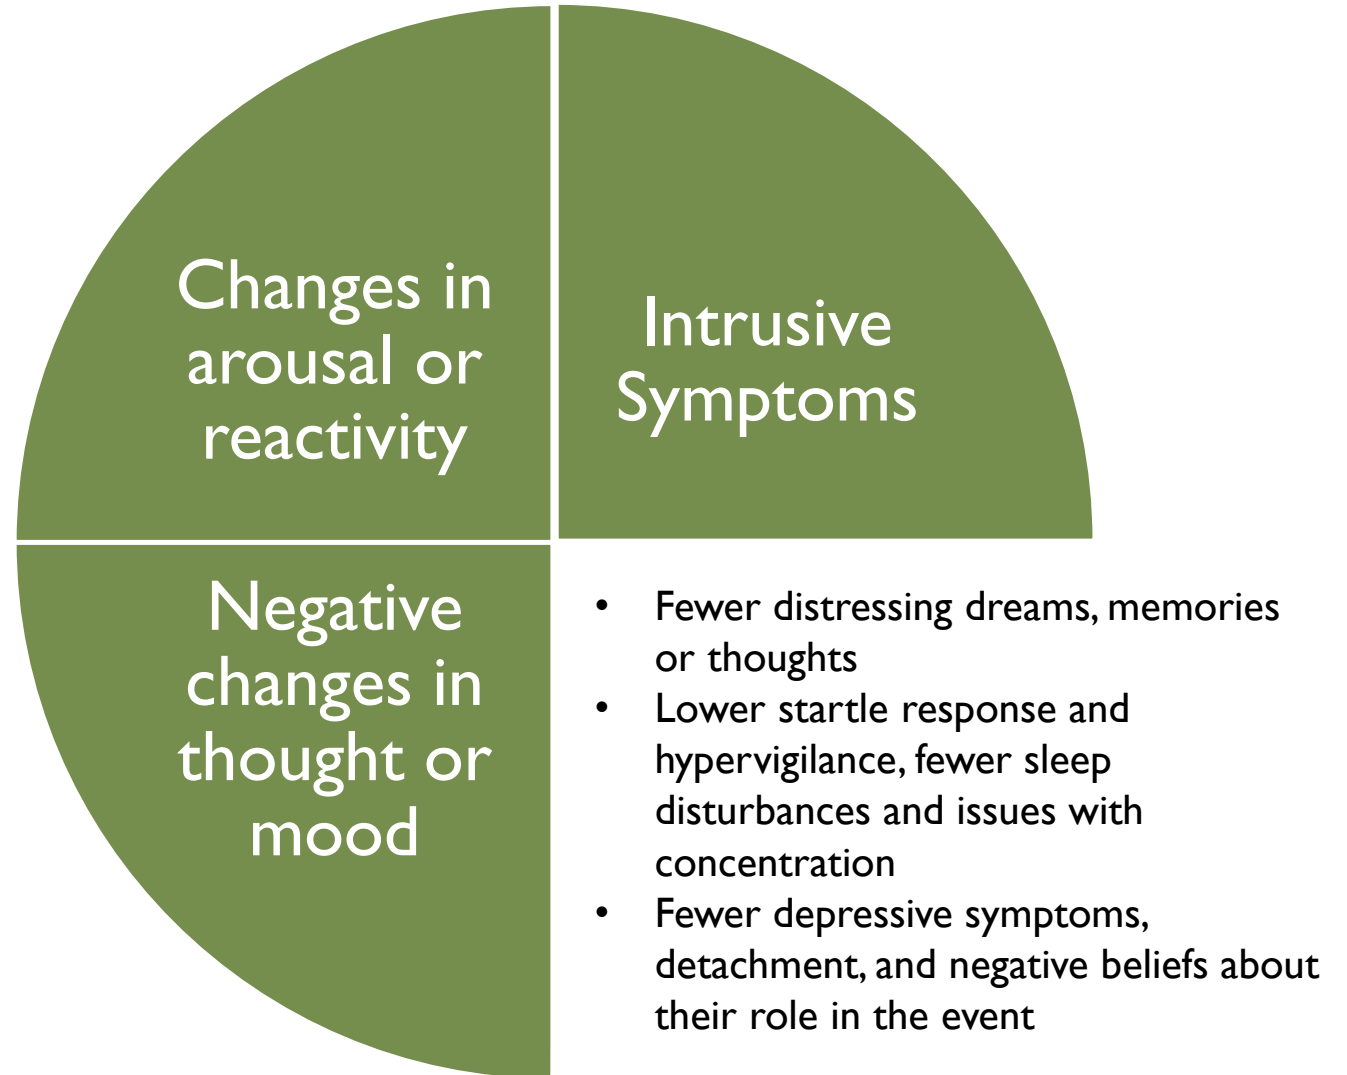 Changes in
arousal or
reactivity
Intrusive
Symptoms
Negative
changes in
thought or
mood
• Fewer distressing dreams, memories
or thoughts
• Lower startle response and
hypervigilance, fewer sleep
disturbances and issues with
concentration
• Fewer depressive symptoms,
detachment, and negative beliefs about
their role in the event